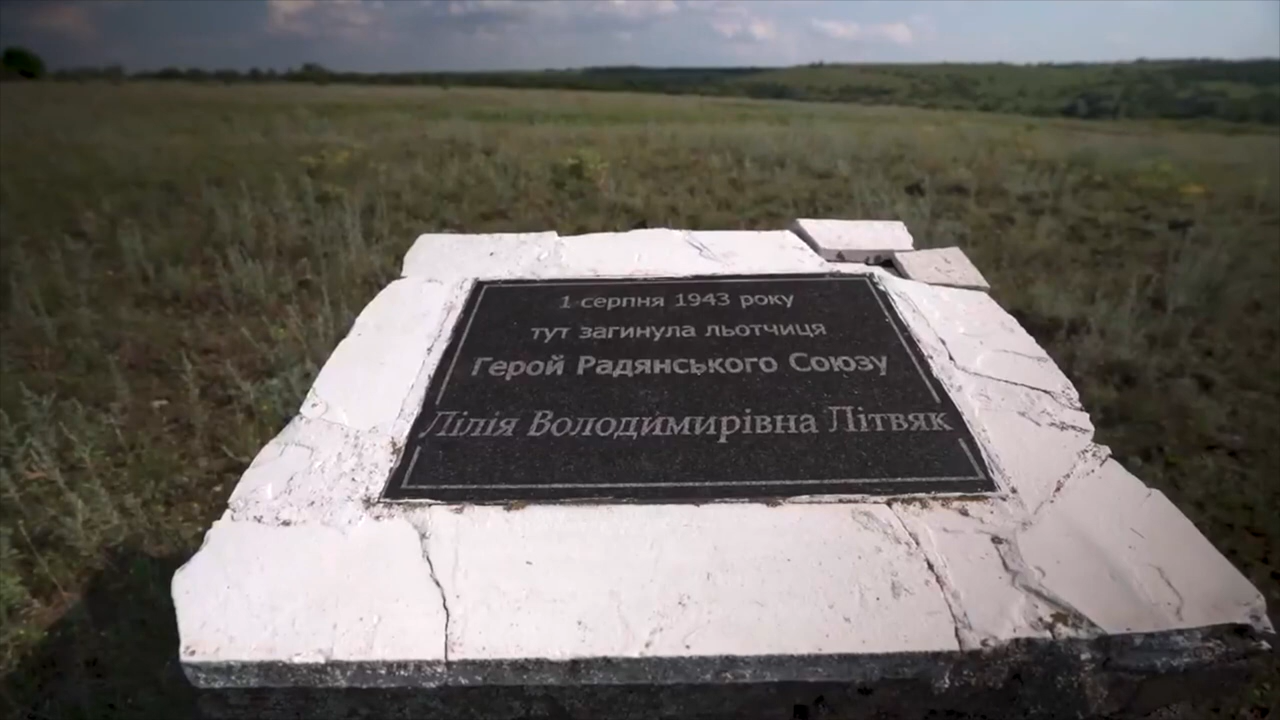 1 серпня 1943 року
тут загинула льотчиця
Герой Радянського Союзу
Лілія Володимирівна Літвяк